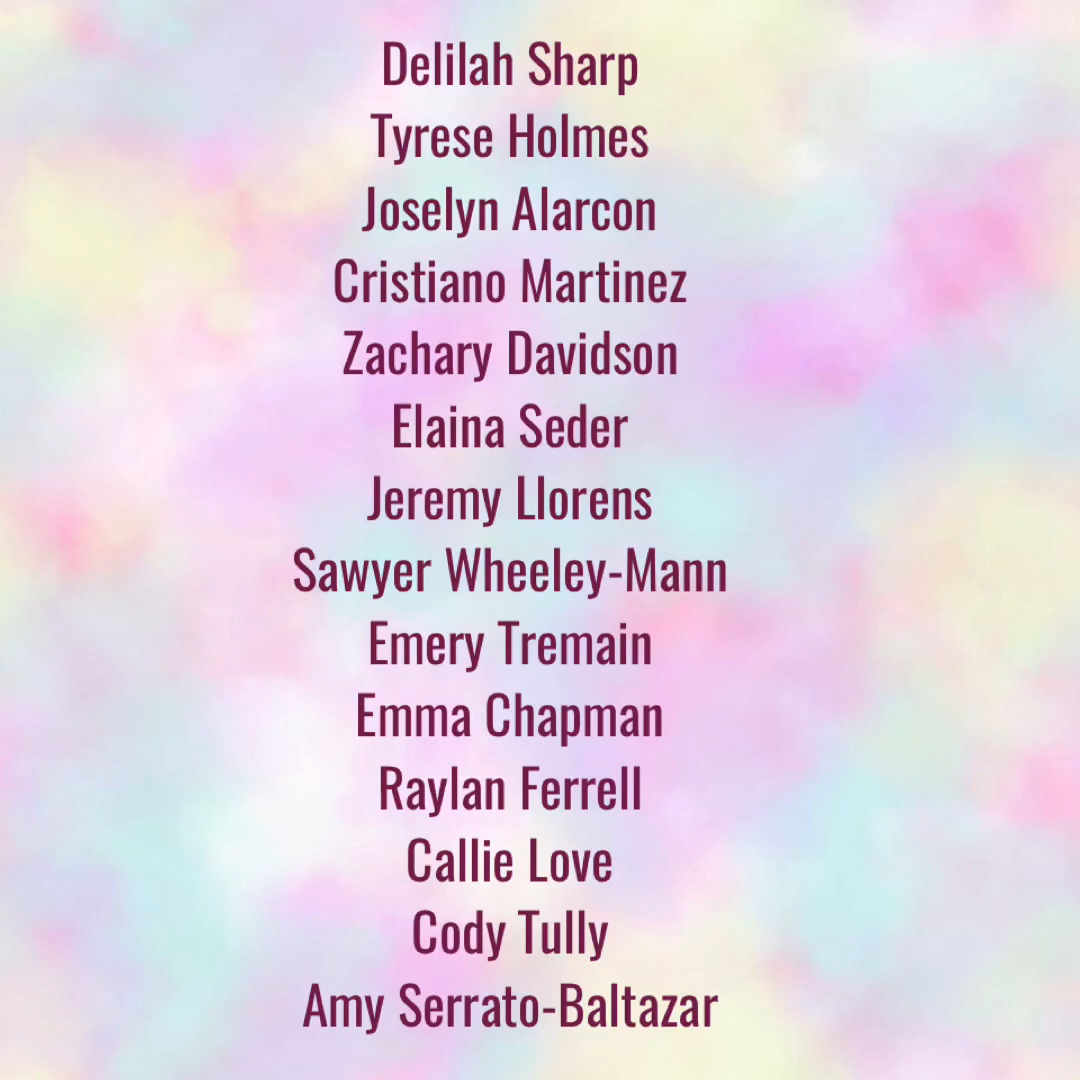 Delilah Sharp
Tyrese Holmes
Joselyn Alarcon
Cristiano Martinez
Zachary Davidson
Elaina Seder
Jeremy Llorens
Sawyer Wheeley-Mann
Emery Tremain
Emma Chapman
Raylan Ferrell
Callie Love
Cody Tully
Amy Serrato-Baltazar